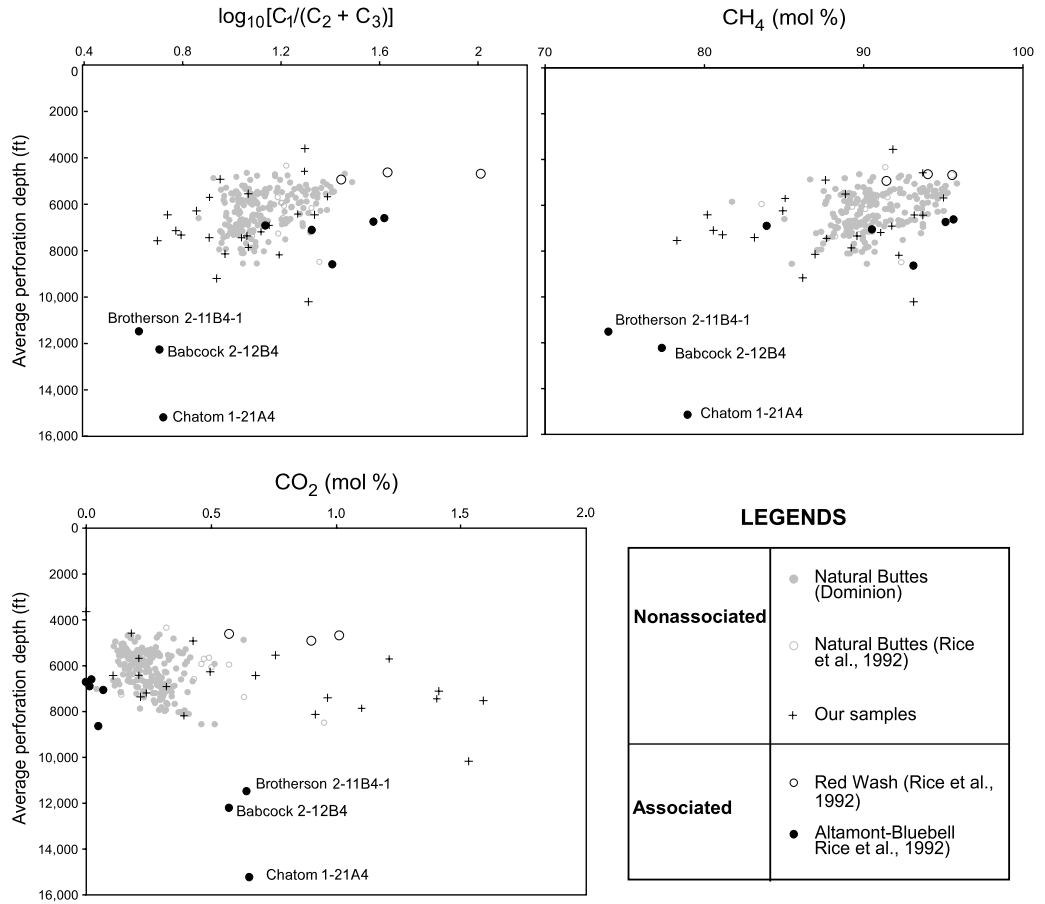 log10[C1/(C2 + C3)]
0.4 0.8 1.2 1.6 2
Average perforation depth (ft)
0
2000
4000
6000
8000
10,000
12,000
14,000
16,000
Brotherson 2-11B4-1
Babcock 2-12B4
Chatom 1-21A4
CH4 (mol %)
70 80 90 100
Brotherson 2-11B4-1
Babcock 2-12B4
Chatom 1-21A4
CO2 (mol %)
0.0 0.5 1.0 1.5 2.0
Average perforation depth (ft)
0
2000
4000
6000
8000
10,000
12,000
14,000
16,000
Brotherson 2-11B4-1
Babcock 2-12B4
Chatom 1-21A4
LEGENDS
Nonassociated
Natural Buttes
(Dominion)
Natural Buttes (Rice
et al., 1992)
Our samples
Associated
Red Wash (Rice et al.,
1992)
Altamont-Bluebell
Rice et al., 1992)